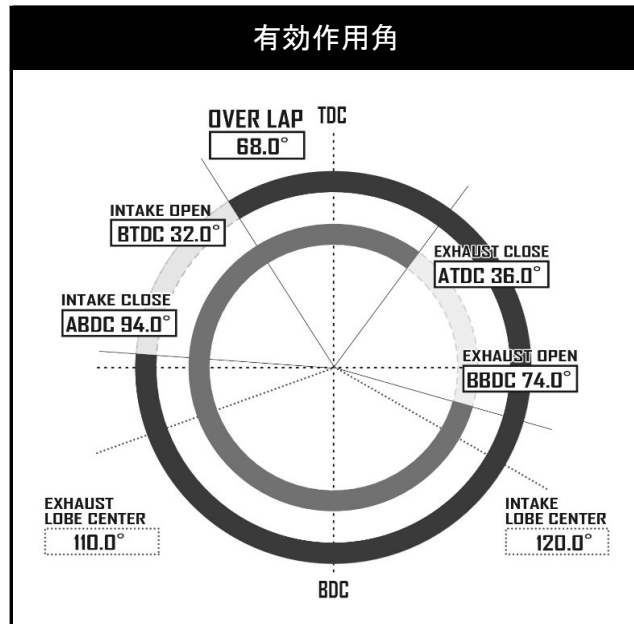 有効作用角
OVER LAP
68.0°
TDC
INTAKE OPEN
BTDC 32.0°
EXHAUST CLOSE
ATDC 36.0°
INTAKE CLOSE
ABDC 94.0°
EXHAUST OPEN
BBDC 74.0°
EXHAUST
LOBE CENTER
110.0°
INTAKE
LOBE CENTER
120.0°
BDC